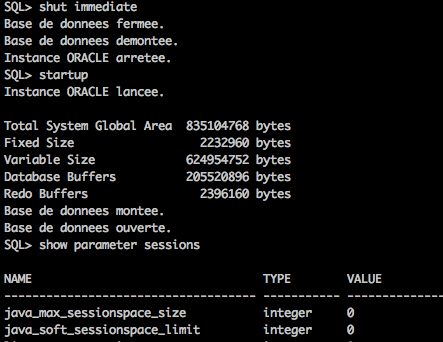 SQL> shut immediate
Base de donnees fermee.
Base de donnees demontee.
Instance ORACLE arretee.
SQL> startup
Instance ORACLE lancee.
Total System Global Area  835104768 bytes
Fixed Size                  2232960 bytes
Variable Size             624954752 bytes
Database Buffers          205520896 bytes
Redo Buffers                2396160 bytes
Base de donnees montee.
Base de donnees ouverte.
SQL> show parameter sessions
NAME                                 TYPE        VALUE
------------------------------------ ----------- ---------------
java_max_sessionspace_size           integer     0
java_soft_sessionspace_limit         integer     0